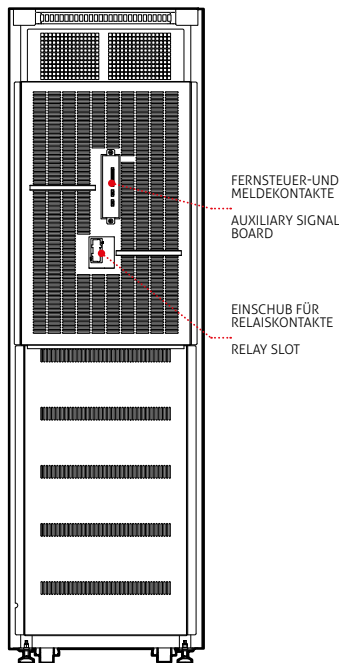 FERNSTEUER-UND
MELDEKONTAKTE
AUXILIARY SIGNAL
BOARD
EINSCHUB FÜR
RELAISKONTAKTE
RELAY SLOT